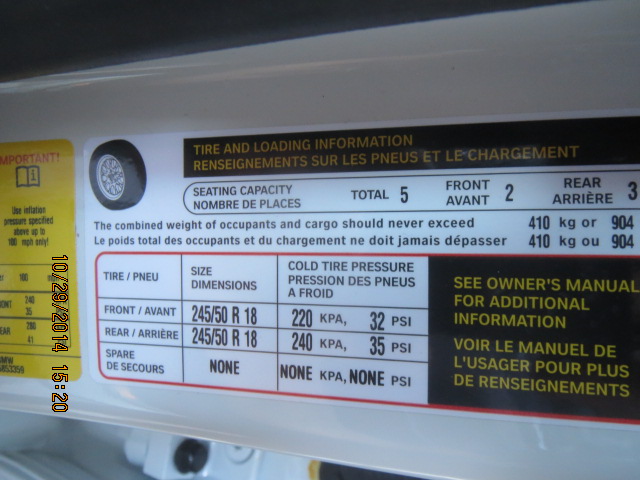 IMPORTANT!
Use inflation
pressure specified
above up to
100 mph only!
100
240
35
280
41
TIRE AND LOADING INFORMATION
RENSEIGNEMENTS SUR LES PNEUS ET LE CHARGEMENT
SEATING CAPACITY
NOMBRE DE PLACES
TOTAL 5
FRONT
AVANT 2
REAR
ARRIÈRE 3
The combined weight of occupants and cargo should never exceed 410 kg or 904
Le poids total des occupants et du chargement ne doit jamais dépasser 410 kg ou 904
TIRE / PNEU
SIZE
DIMENSIONS
COLD TIRE PRESSURE
PRESSION DES PNEUS
A FROID
FRONT / AVANT 245/50 R 18 220 KPA, 32 PSI
REAR / ARRIÈRE 245/50 R 18 240 KPA, 35 PSI
SPARE
DE SECOURS NONE NONE KPA, NONE PSI
SEE OWNER'S MANUAL
FOR ADDITIONAL
INFORMATION
VOIR LE MANUEL DE
L'USAGER POUR PLUS
DE RENSEIGNEMENTS
10/29/2014 15:20